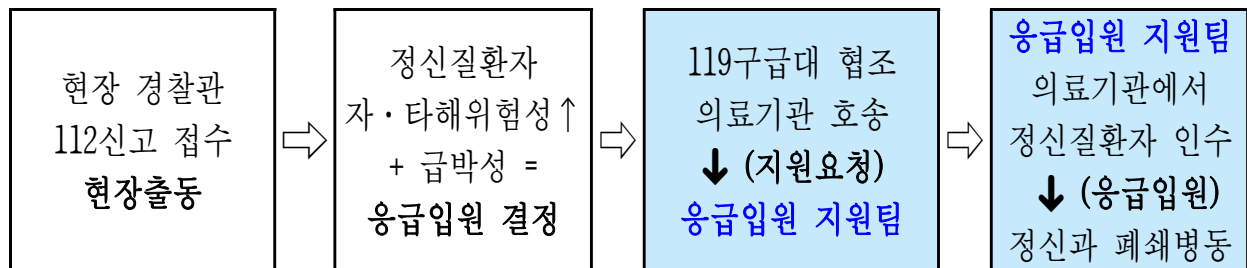 현장 경찰관
112신고 접수
현장출동
정신질환자
자·타해위험성↑
+ 급박성 =
응급입원 결정
119구급대 협조
의료기관 호송
↓ (지원요청)
응급입원 지원팀
응급입원 지원팀
의료기관에서
정신질환자 인수
↓ (응급입원)
정신과 폐쇄병동